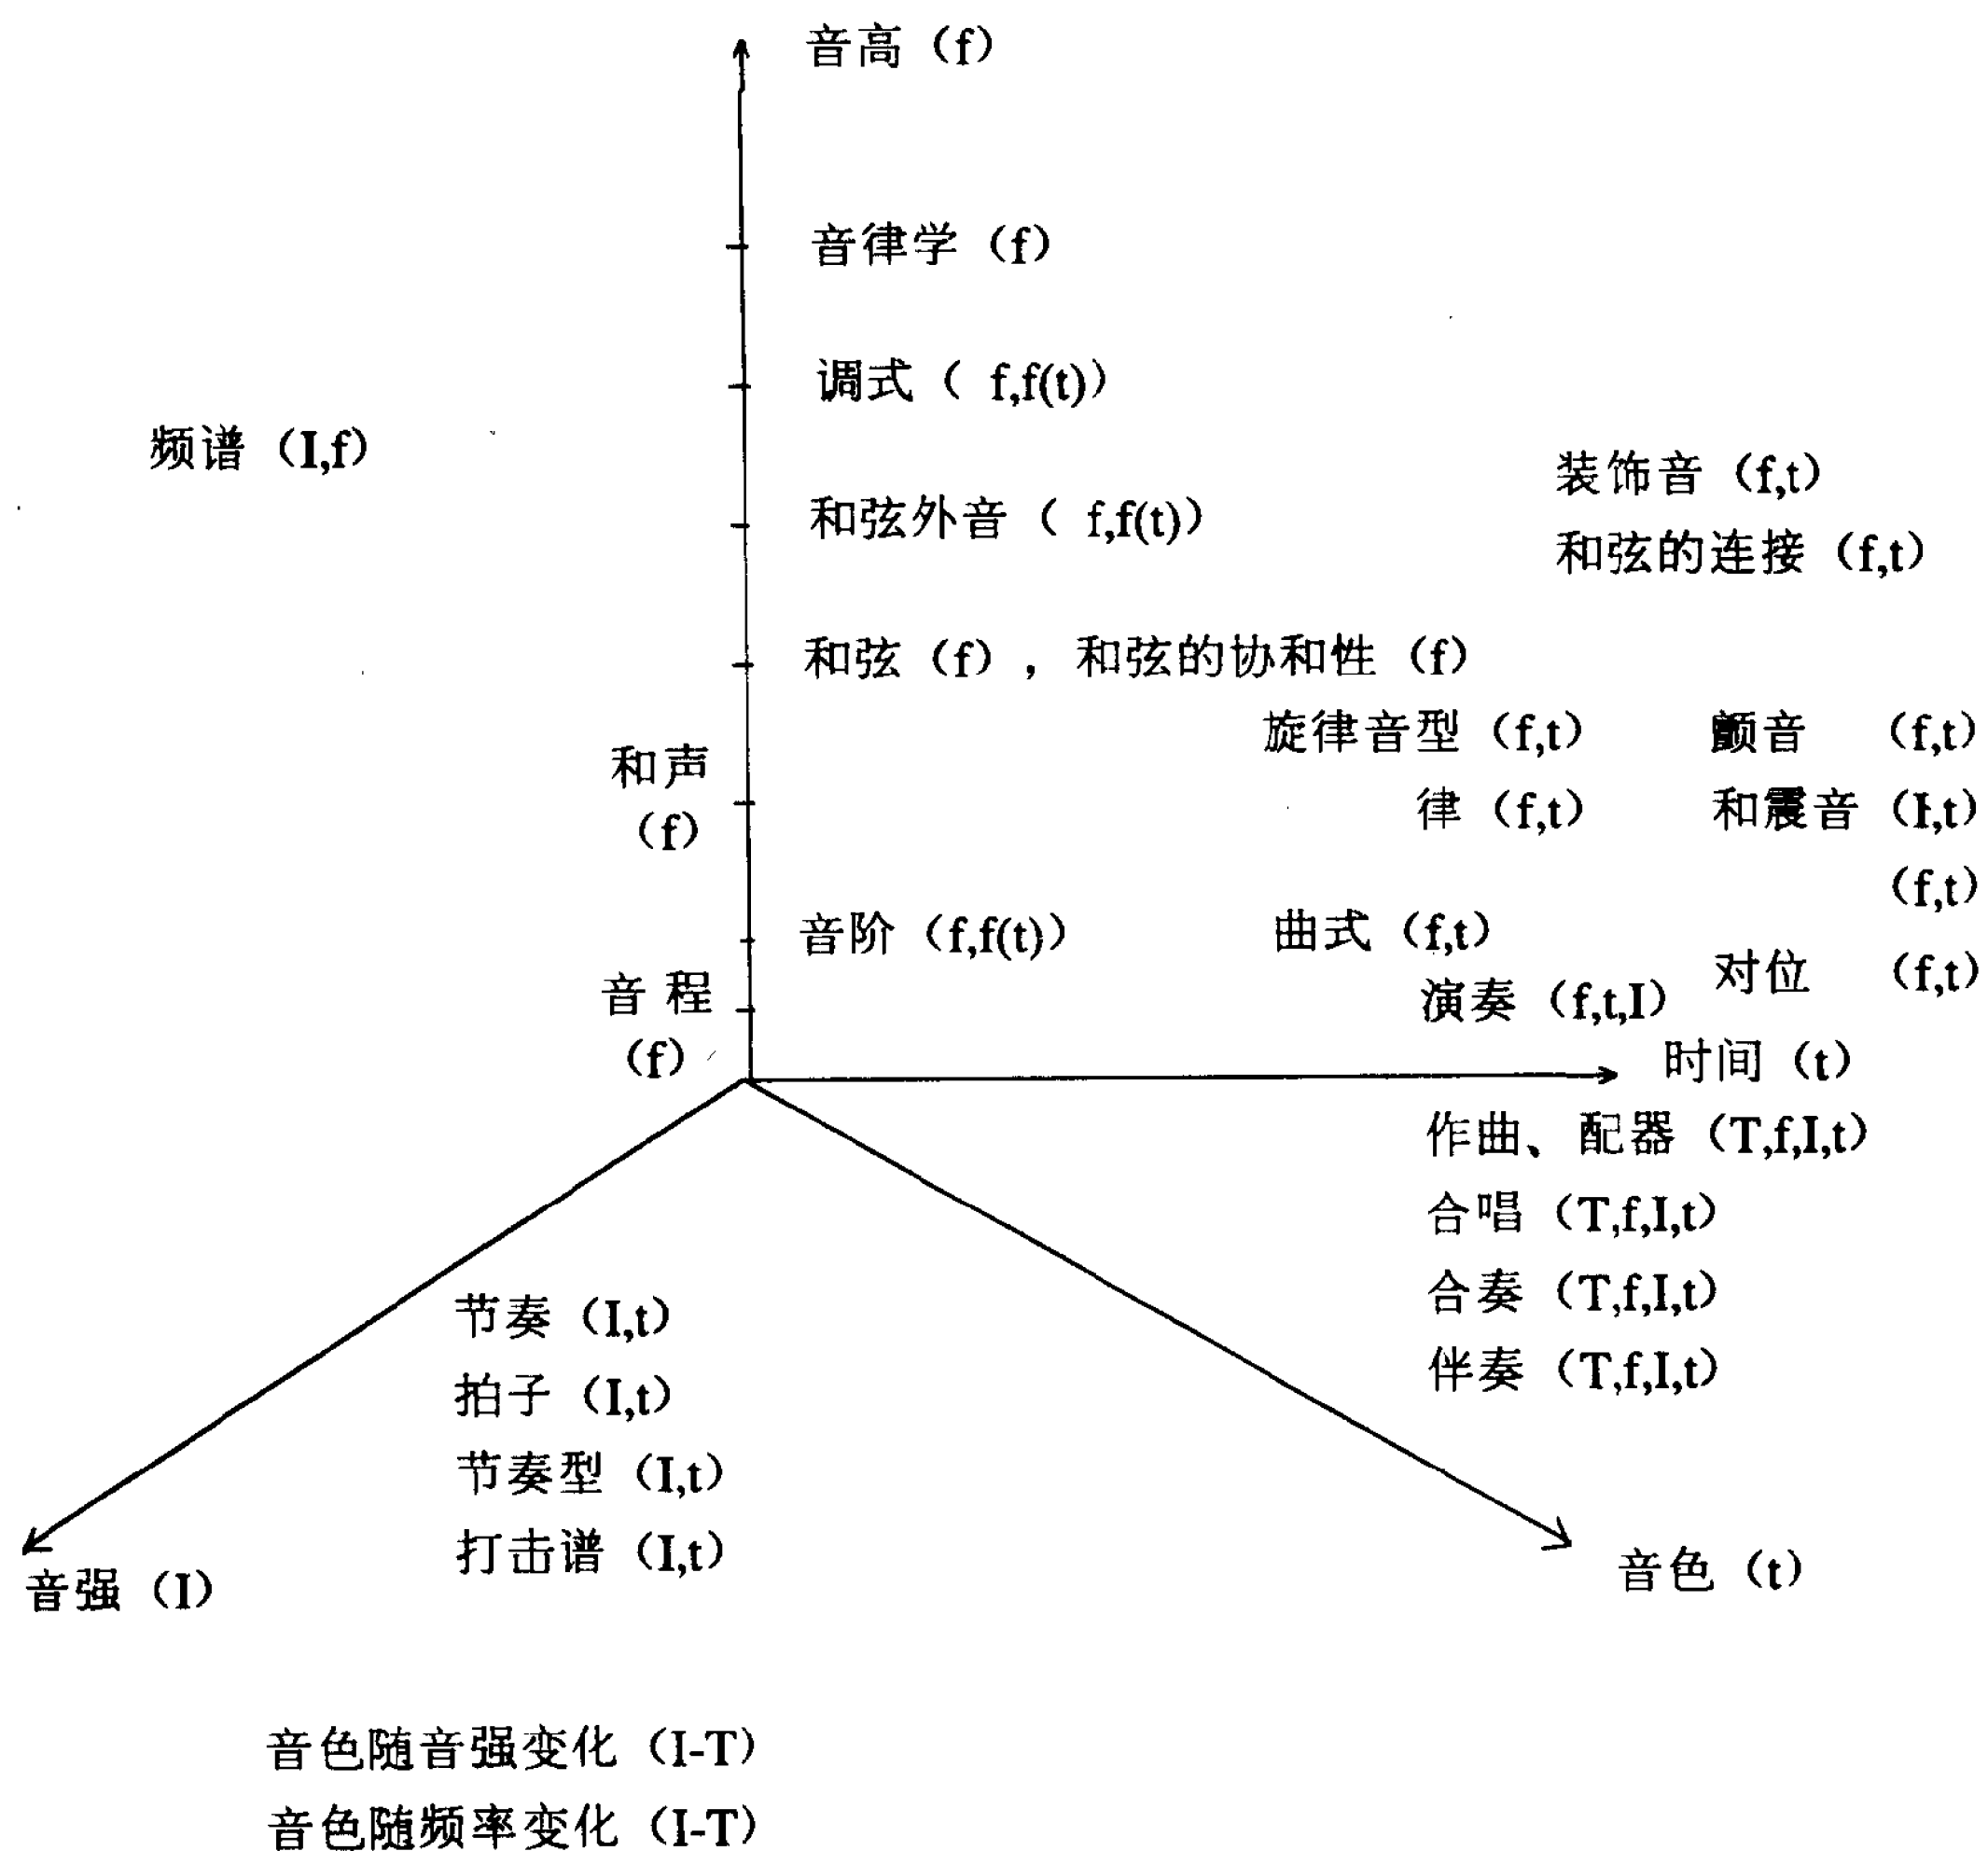 音高（f）
音律学（f）
调式（ f,f(t)）
频谱（I,f）
装饰音（f,t）
和弦外音（ f,f(t)）
和弦的连接（f,t）
和弦（f），和弦的协和性（f）
旋律音型（f,t）
颤音 （f,t）
和声
（f）
律（f,t）
和震音（I,t）
（f,t）
音阶（f,f(t)）
曲式（f,t）
对位 （f,t）
音 程
（f）
演奏（f,t,I）
时间（t）
作曲、配器（T,f,I,t）
合唱（T,f,I,t）
合奏（T,f,I,t）
伴奏（T,f,I,t）
节奏（I,t）
拍子（I,t）
节奏型（I,t）
打击谱（I,t）
音强（I）
音色（t）
音色随音强变化（I-T）
音色随频率变化（I-T）